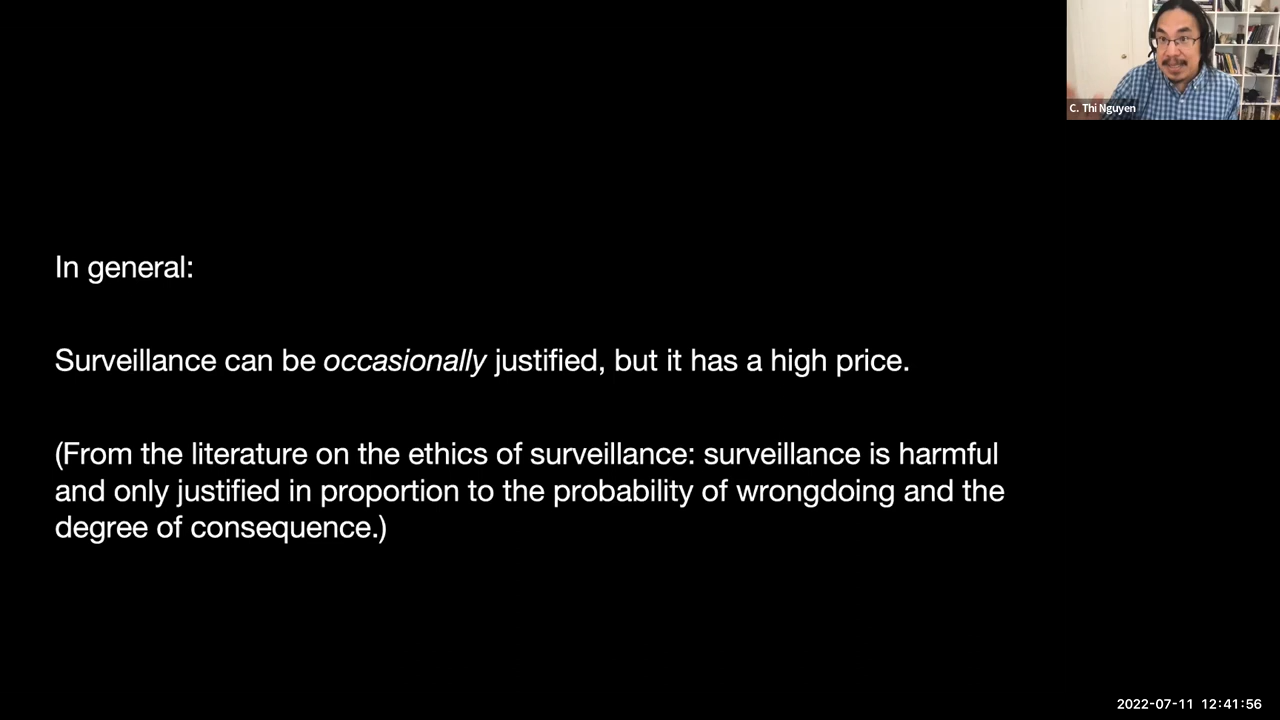 C. Thi Nguyen
In general:
Surveillance can be occasionally justified, but it has a high price.
(From the literature on the ethics of surveillance: surveillance is harmful
and only justified in proportion to the probability of wrongdoing and the
degree of consequence.)
2022-07-11 12:41:56